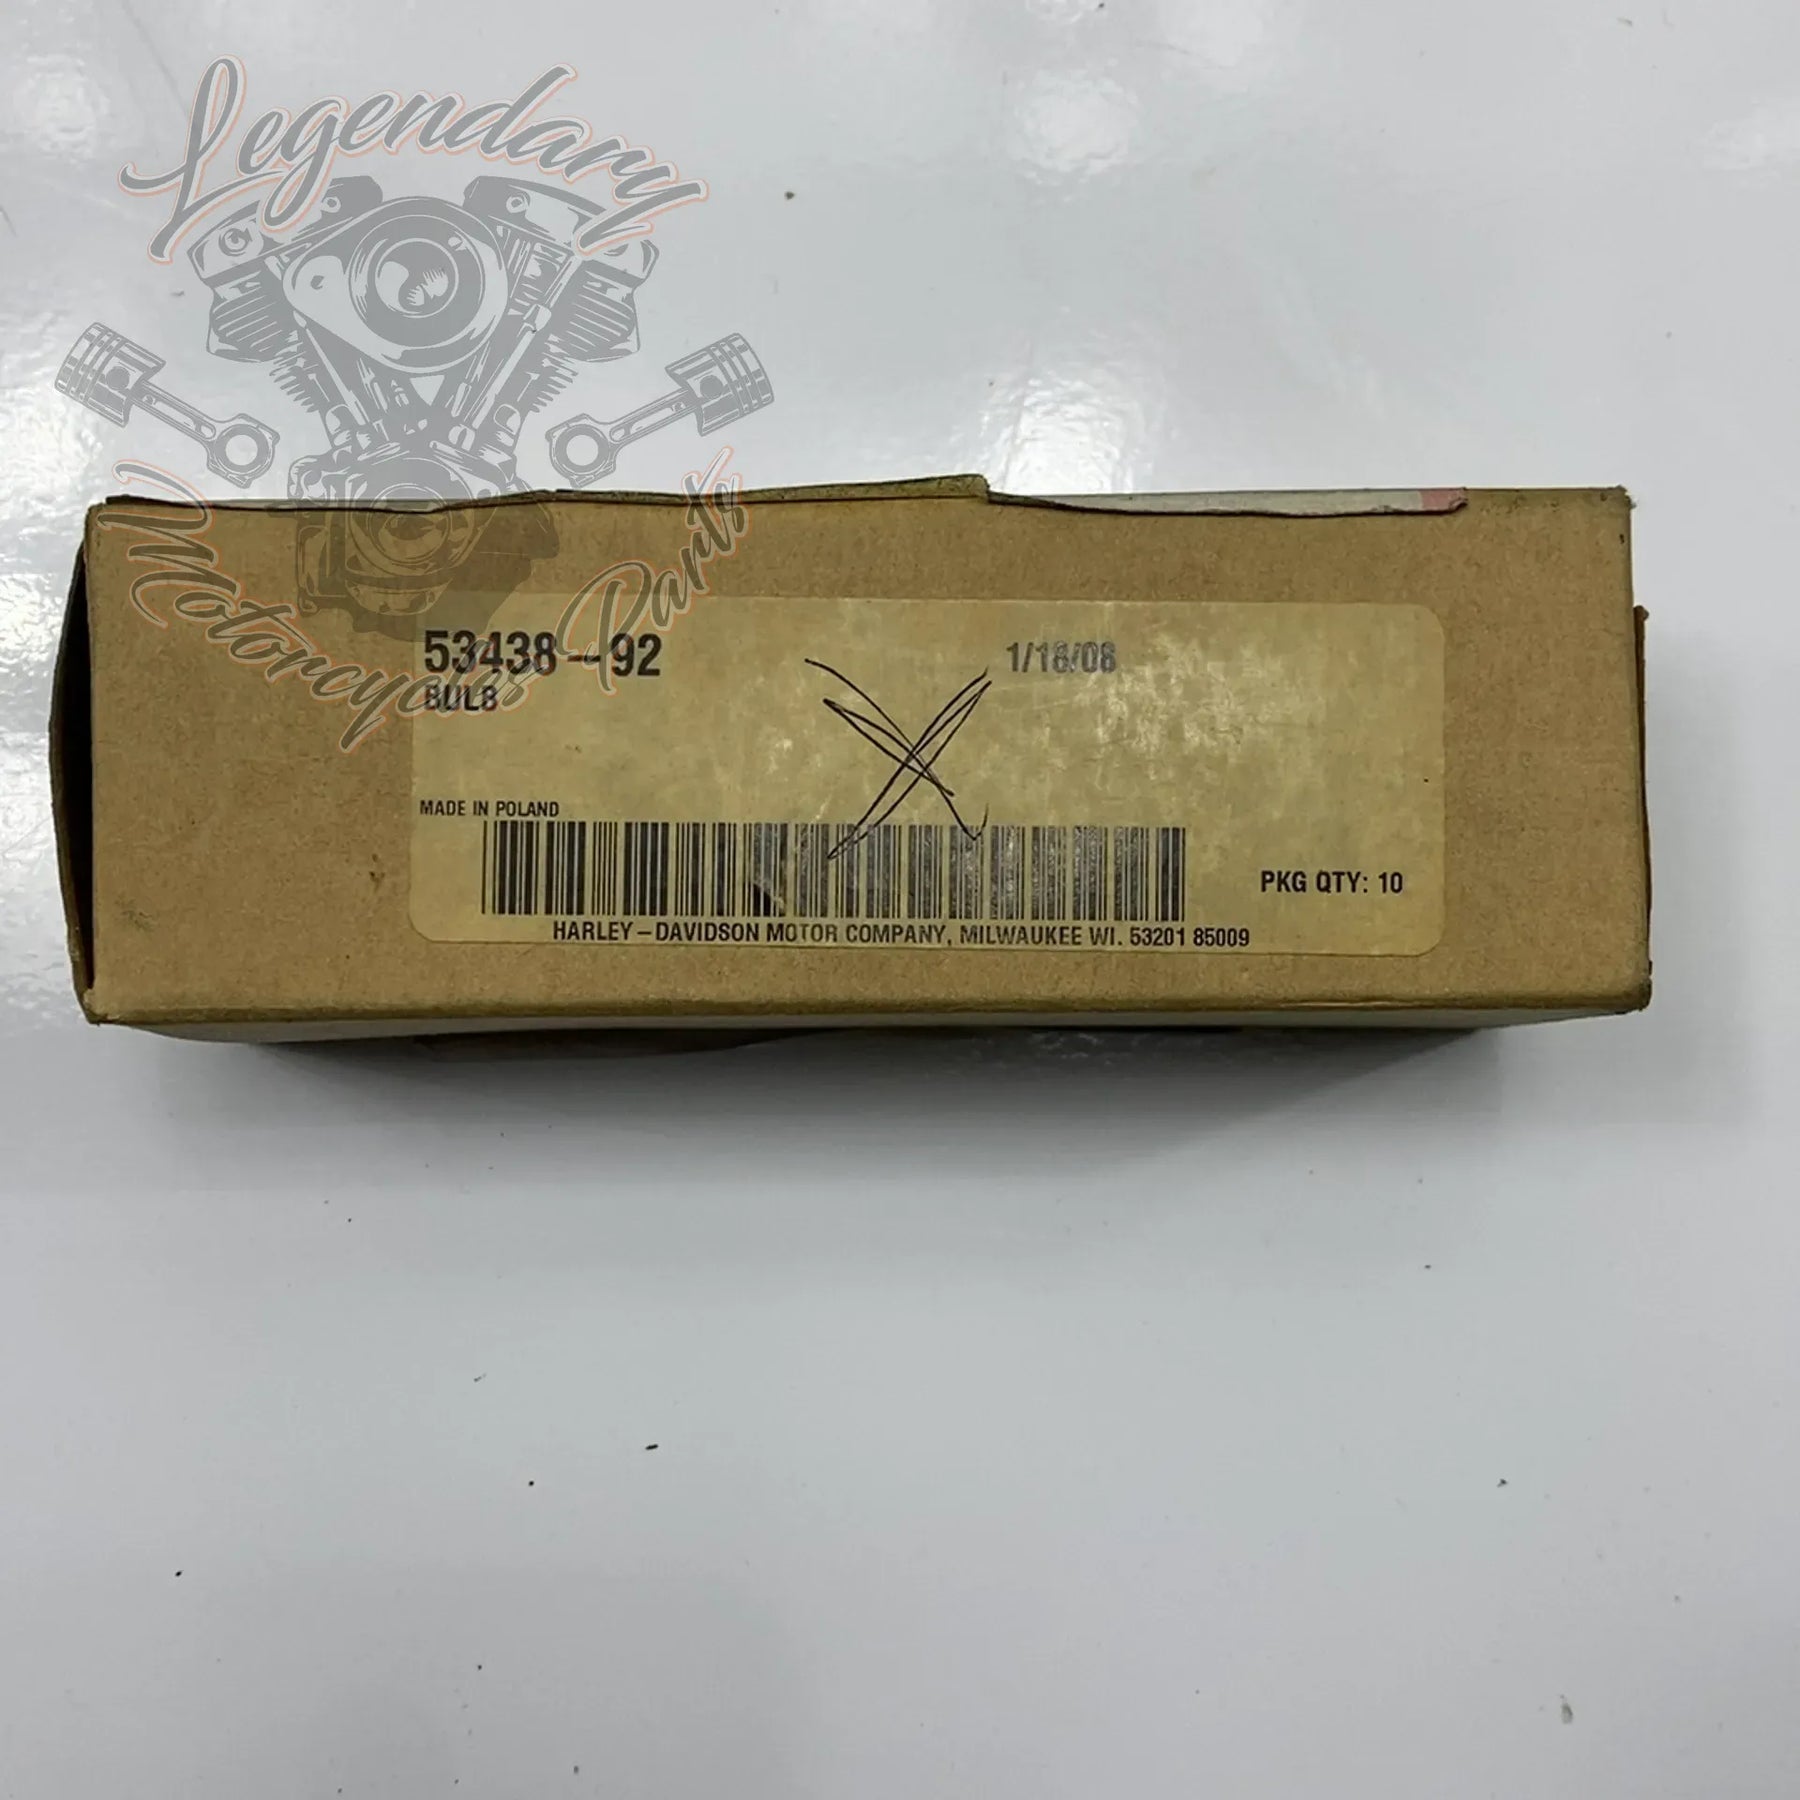 Legendary
Motorcycles Parts
53438-92 1/18/08
BULB
MADE IN POLAND
PKG QTY: 10
HARLEY-DAVIDSON MOTOR COMPANY, MILWAUKEE WI. 53201 85009